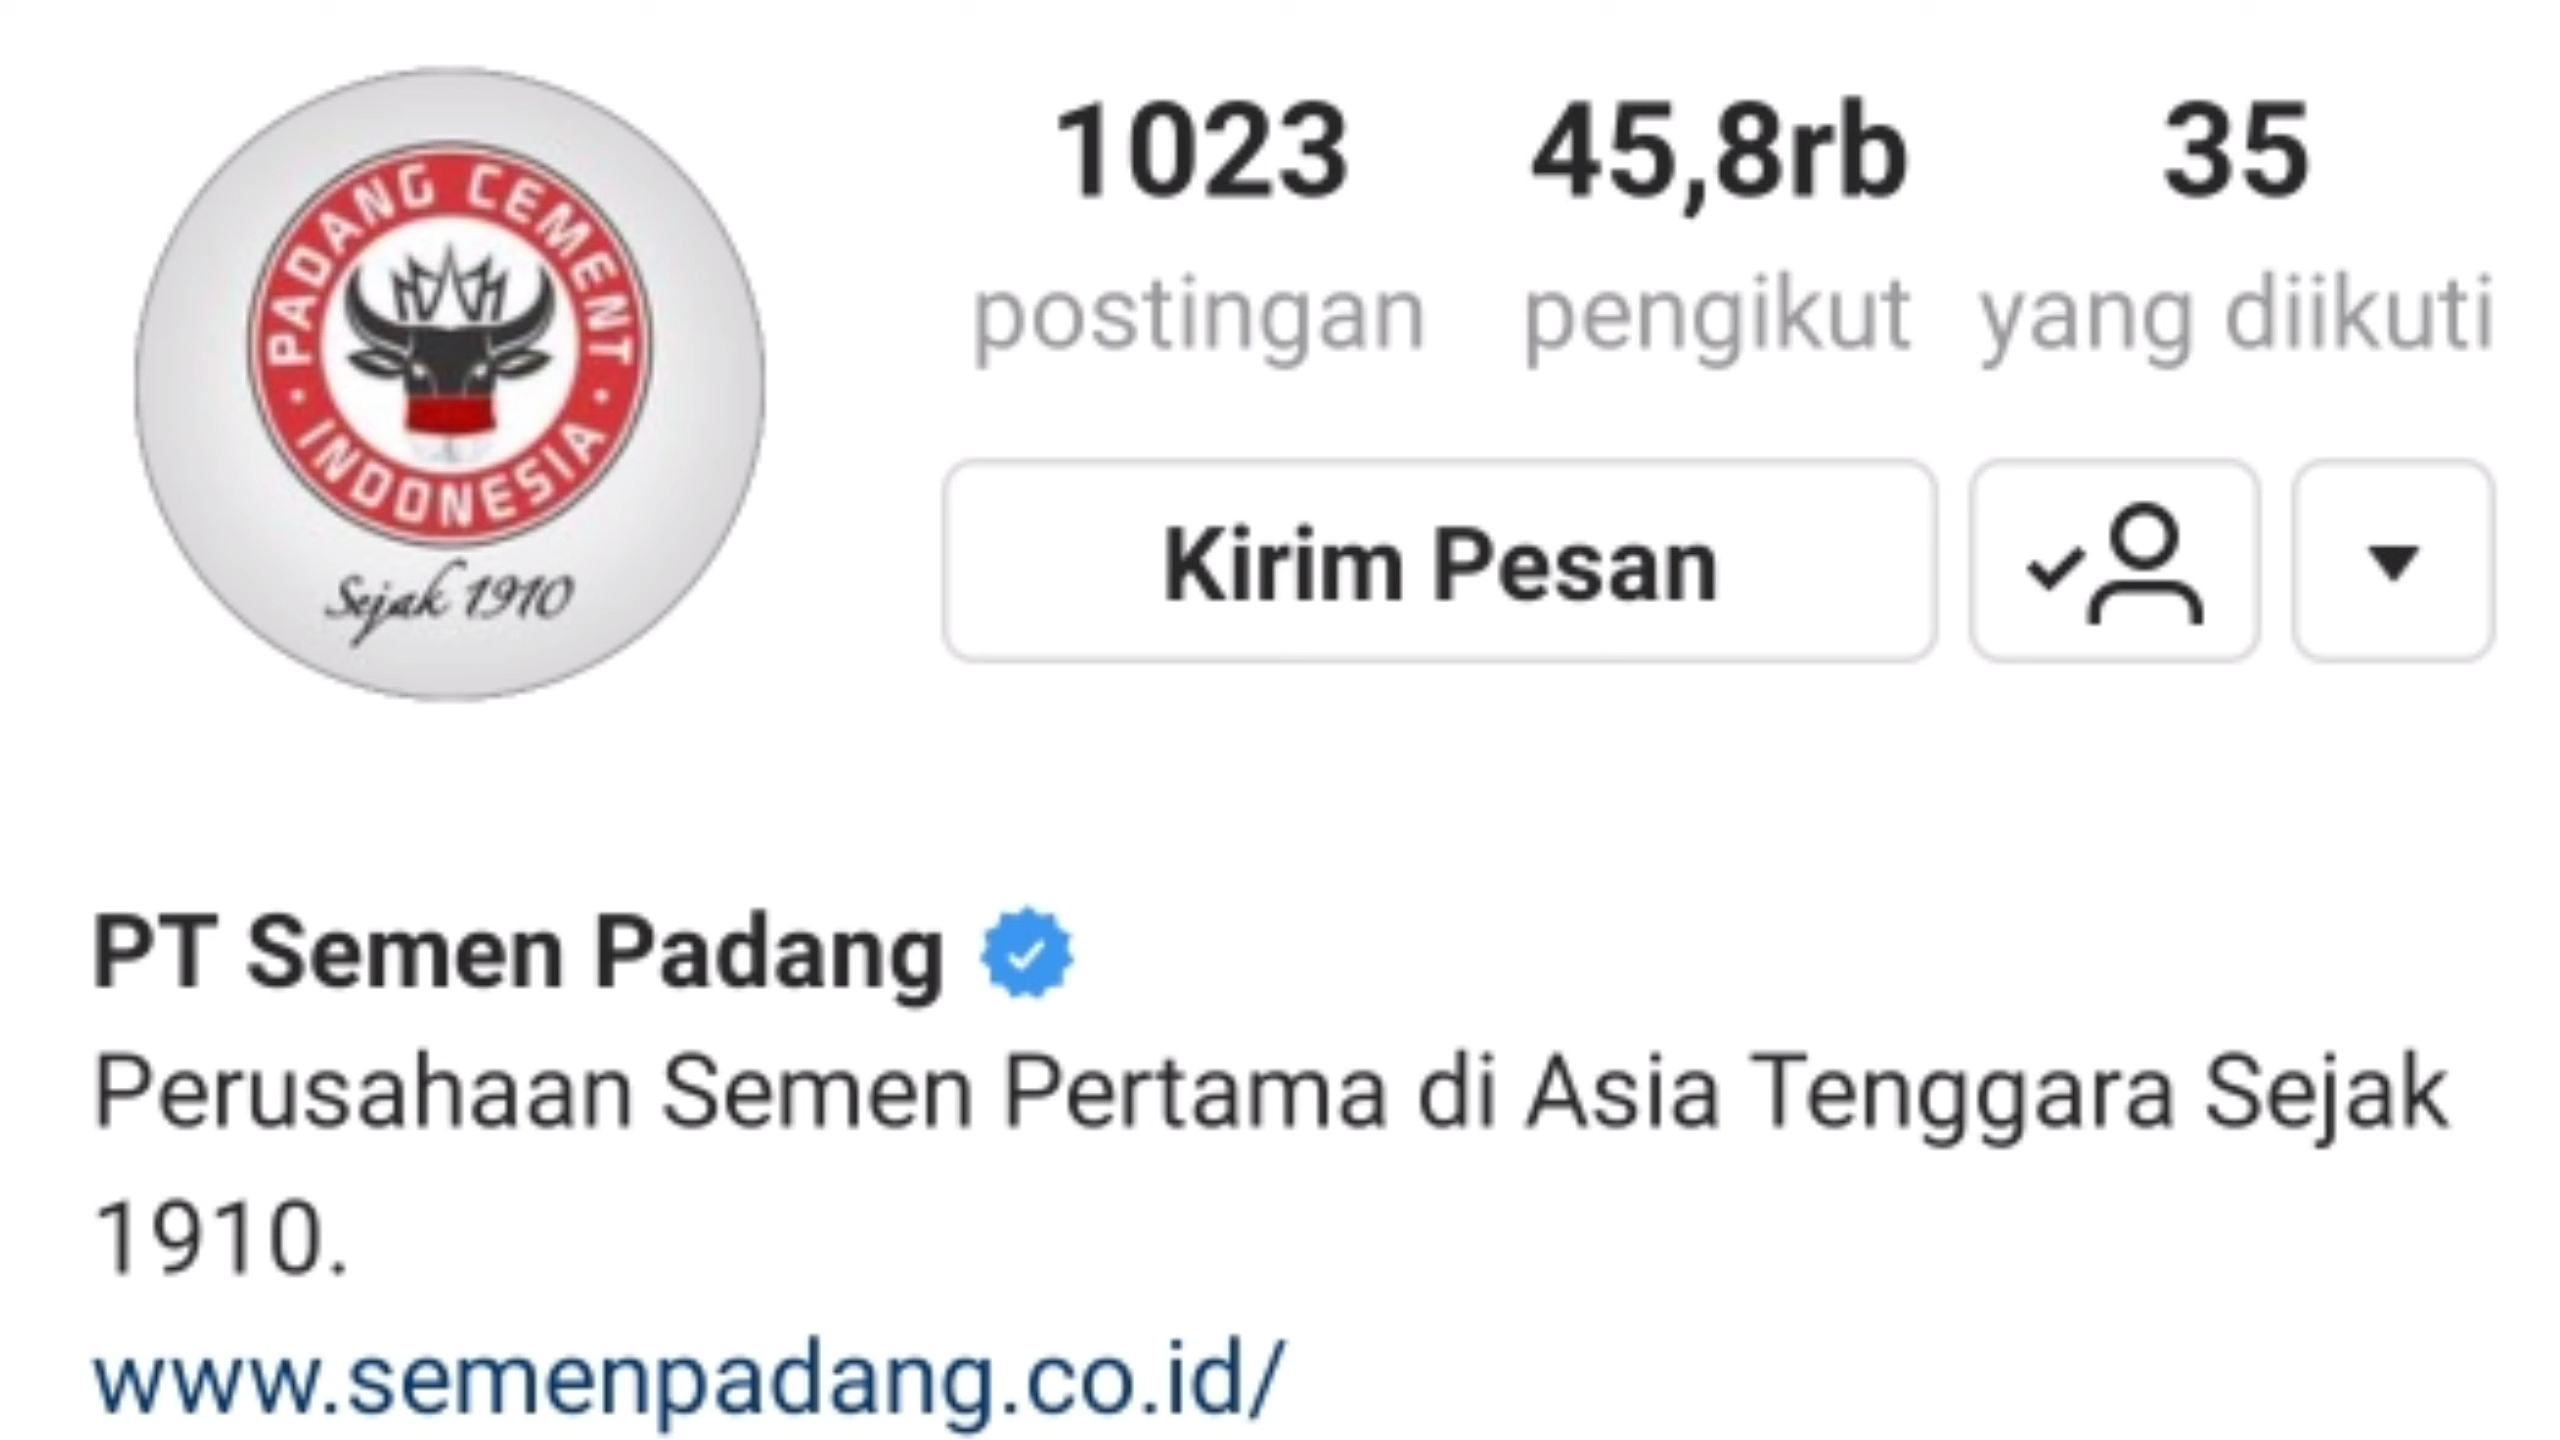 PADANG CEMENT
INDONESIA
Sejak 1910
1023 45,8rb 35
postingan pengikut yang diikuti
Kirim Pesan
PT Semen Padang
Perusahaan Semen Pertama di Asia Tenggara Sejak
1910.
www.semenpadang.co.id/